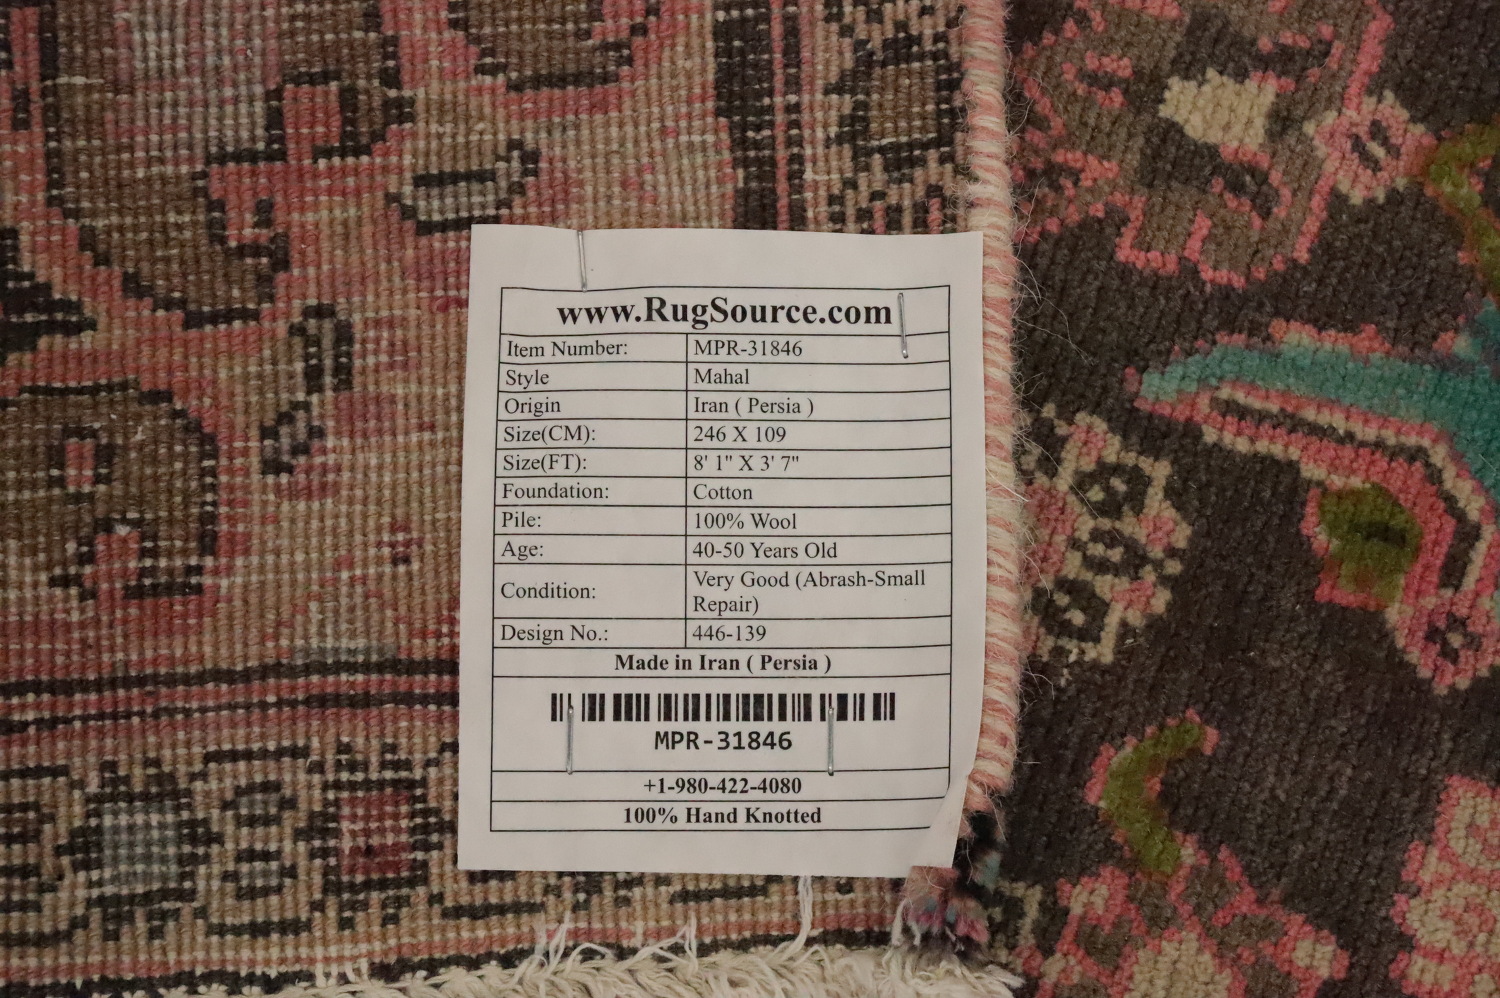 www.RugSource.com
Item Number: MPR-31846
Style Mahal
Origin Iran ( Persia )
Size(CM): 246 X 109
Size(FT): 8' 1" X 3' 7"
Foundation: Cotton
Pile: 100% Wool
Age: 40-50 Years Old
Condition: Very Good (Abrash-Small
Repair)
Design No.: 446-139
Made in Iran ( Persia )
MPR-31846
+1-980-422-4080
100% Hand Knotted